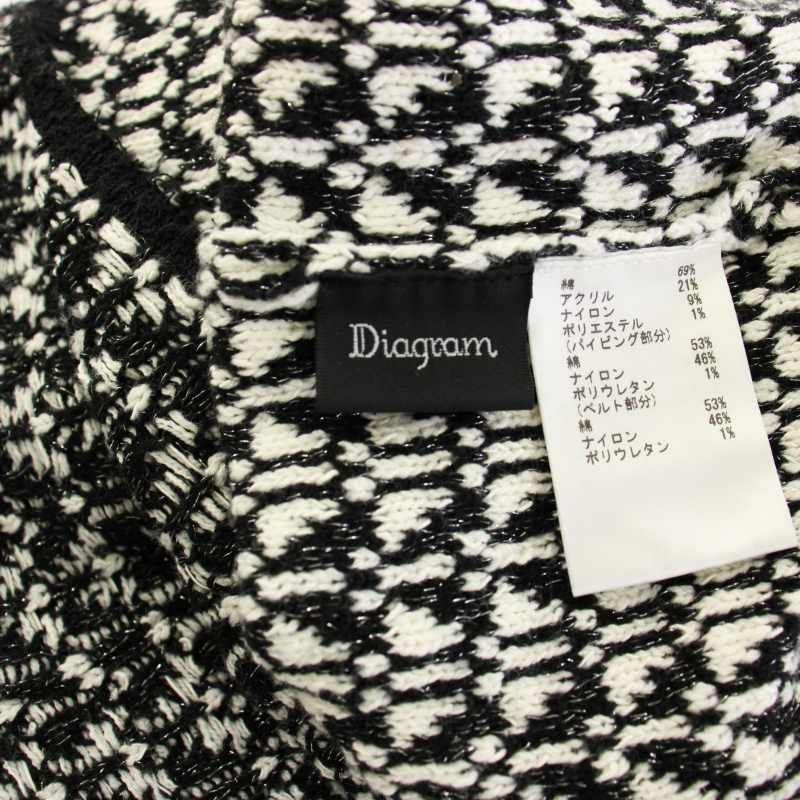 Diagram
綿 69%
アクリル 21%
ナイロン 9%
ポリエステル 1%
(パイピング部分)
綿 53%
ナイロン 46%
ポリウレタン 1%
(ベルト部分)
綿 53%
ナイロン 46%
ポリウレタン 1%